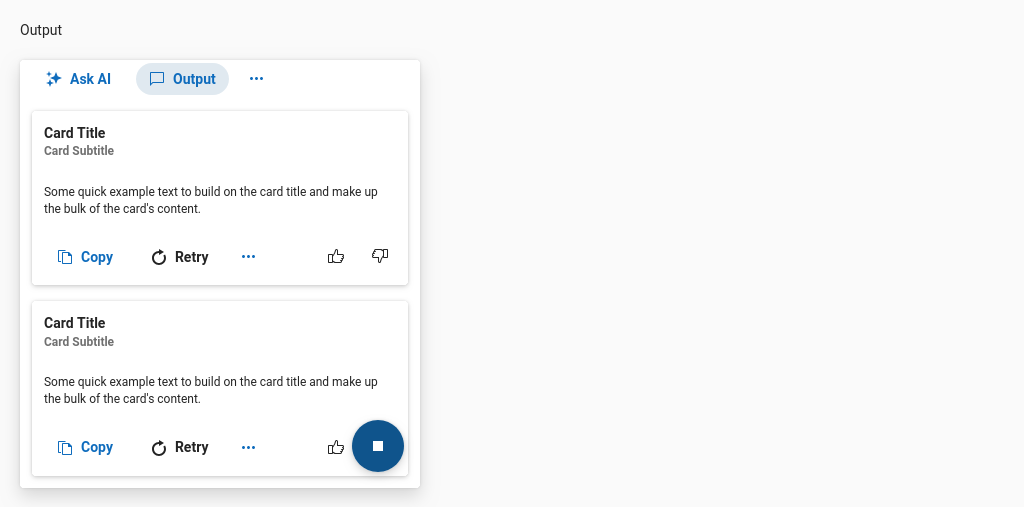 Output
Ask AI Output
Card Title
Card Subtitle
Some quick example text to build on the card title and make up
the bulk of the card's content.
Copy Retry
Card Title
Card Subtitle
Some quick example text to build on the card title and make up
the bulk of the card's content.
Copy Retry